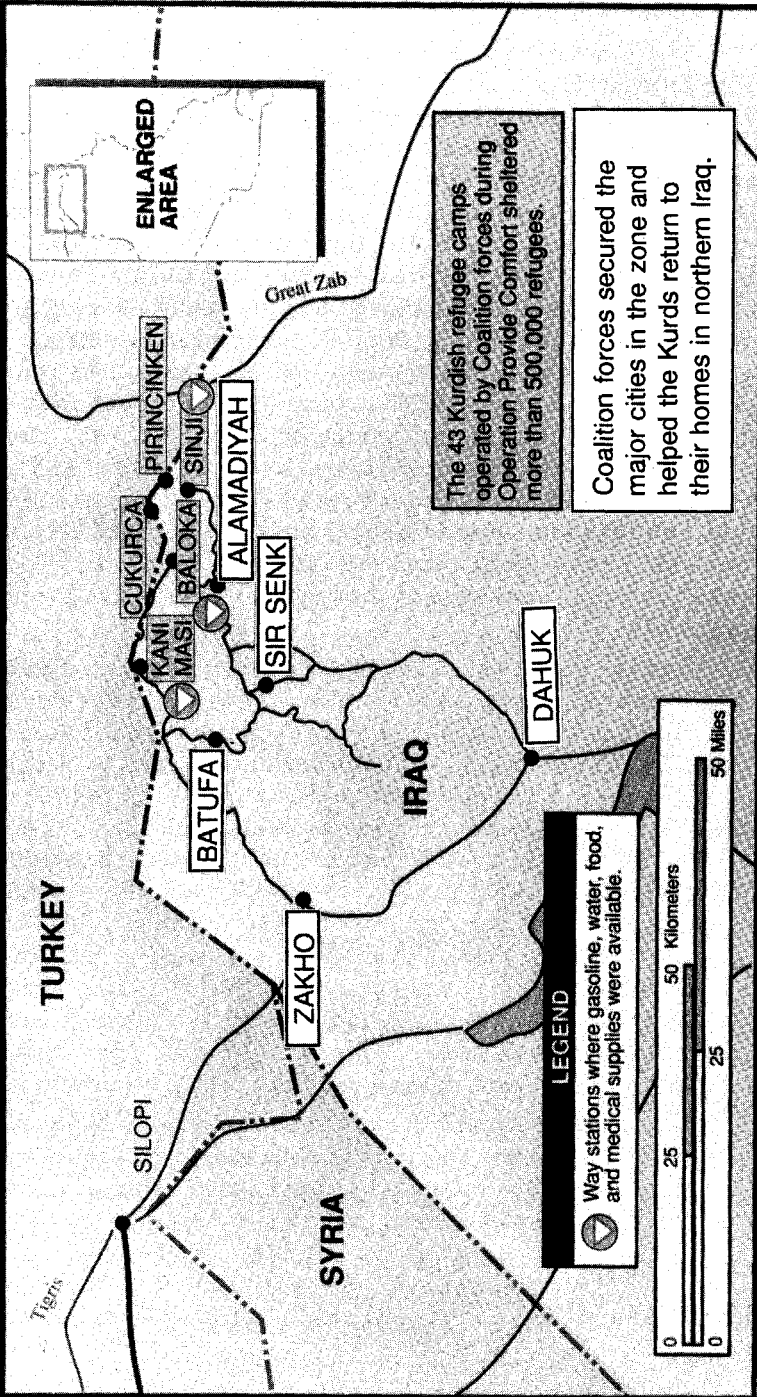 TURKEY
ENLARGED
AREA
Tigris
SILOPI
CUKURCA
PIRINCINKEN
KANI
MASI
BALOKA
SINJI
Great Zab
BATUFA
ALAMADIYAH
SIR SENK
ZAKHO
SYRIA
IRAQ
DAHUK
The 43 Kurdish refugee camps
operated by Coalition forces during
Operation Provide Comfort sheltered
more than 500,000 refugees.
Coalition forces secured the
major cities in the zone and
helped the Kurds return to
their homes in northern Iraq.
LEGEND
Way stations where gasoline, water, food,
and medical supplies were available.
0 25 50 Kilometers
0 25 50 Miles